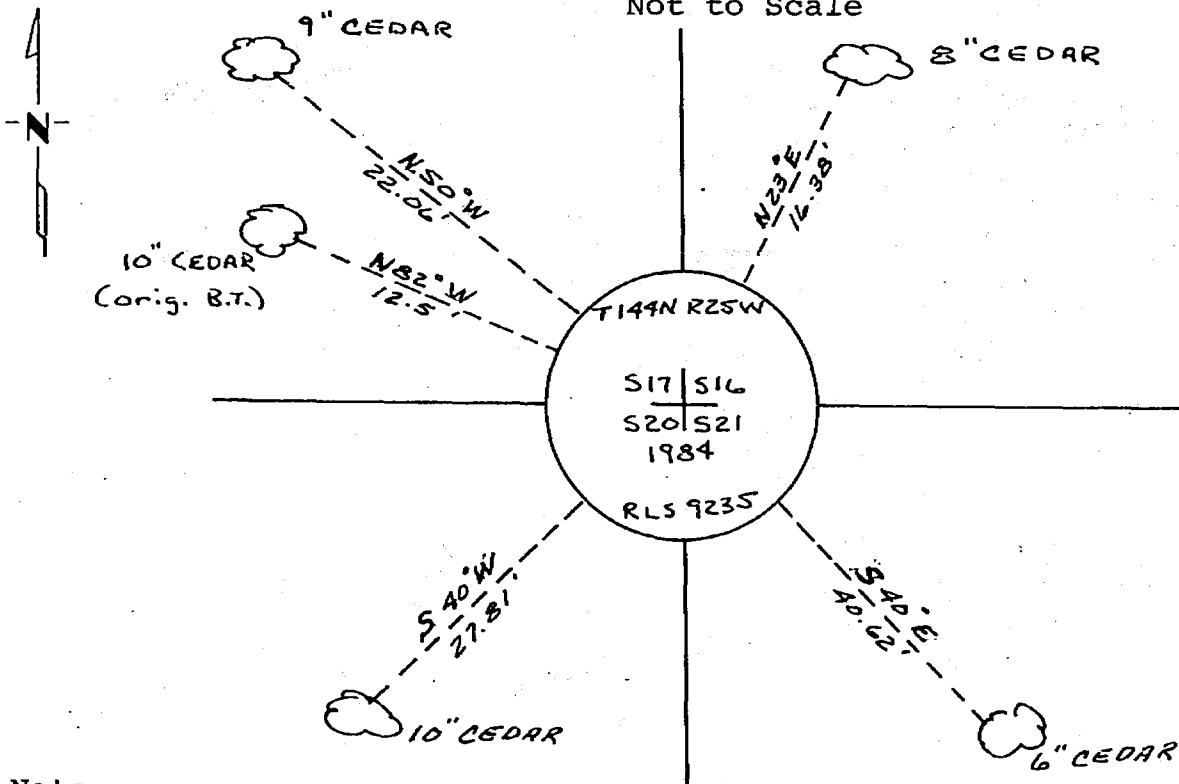 Not to Scale
9" CEDAR
8" CEDAR
N
N50°W
22.06'
N23°E
16.38'
10" CEDAR
(orig. B.T.)
N82°W
12.5'
T144N R25W
S17 S16
S20 S21
1984
RLS 9235
S40°W
27.81'
S40°E
40.62'
10" CEDAR
6" CEDAR